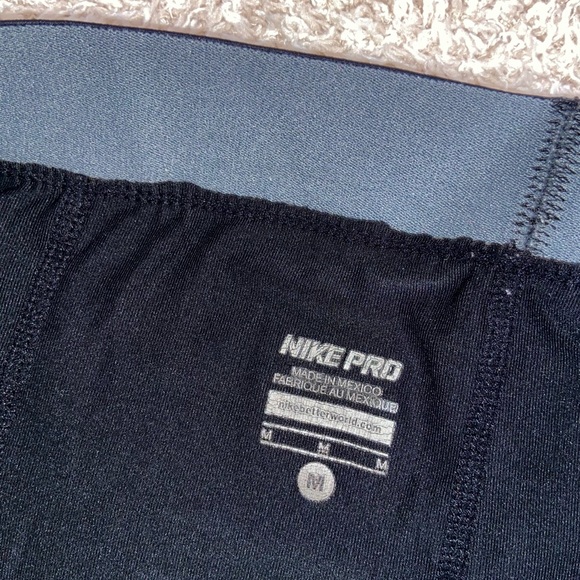 NIKE PRO
MADE IN MEXICO
FABRIQUE AU MEXIQUE
nikebetterworld.com
M M M
M